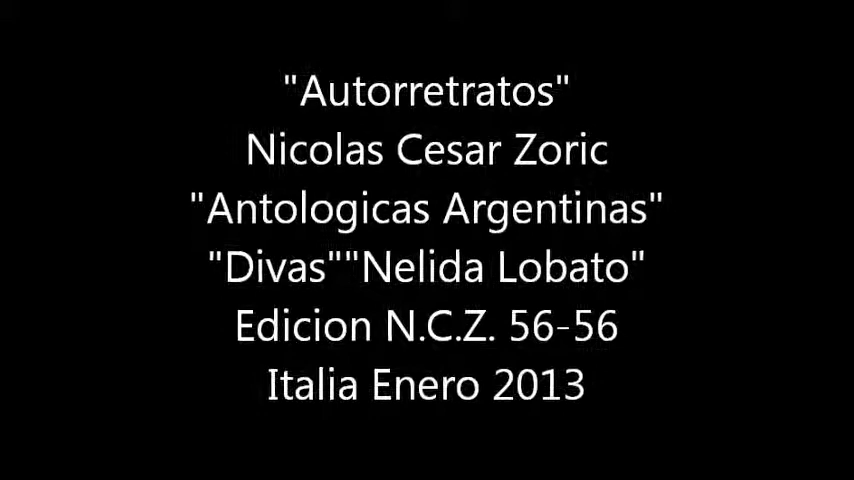 "Autorretratos"
Nicolas Cesar Zoric
"Antologicas Argentinas"
"Divas""Nelida Lobato"
Edicion N.C.Z. 56-56
Italia Enero 2013